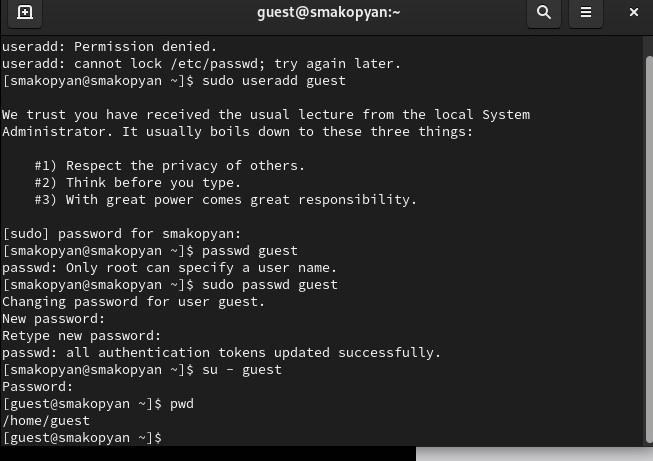 guest@smakopyan:~
useradd: Permission denied.
useradd: cannot lock /etc/passwd; try again later.
[smakopyan@smakopyan ~]$ sudo useradd guest
We trust you have received the usual lecture from the local System
Administrator. It usually boils down to these three things:
#1) Respect the privacy of others.
#2) Think before you type.
#3) With great power comes great responsibility.
[sudo] password for smakopyan:
[smakopyan@smakopyan ~]$ passwd guest
passwd: Only root can specify a user name.
[smakopyan@smakopyan ~]$ sudo passwd guest
Changing password for user guest.
New password:
Retype new password:
passwd: all authentication tokens updated successfully.
[smakopyan@smakopyan ~]$ su - guest
Password:
[guest@smakopyan ~]$ pwd
/home/guest
[guest@smakopyan ~]$